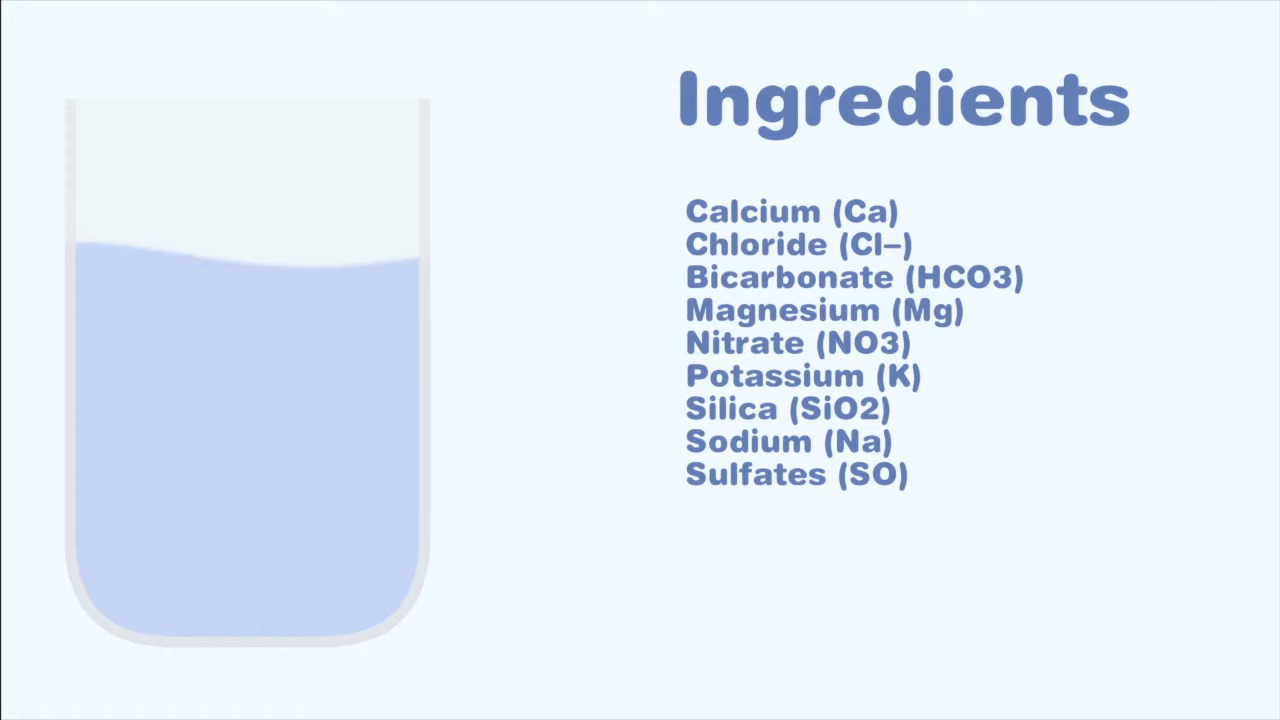 Ingredients
Calcium (Ca)
Chloride (Cl–)
Bicarbonate (HCO3)
Magnesium (Mg)
Nitrate (NO3)
Potassium (K)
Silica (SiO2)
Sodium (Na)
Sulfates (SO)